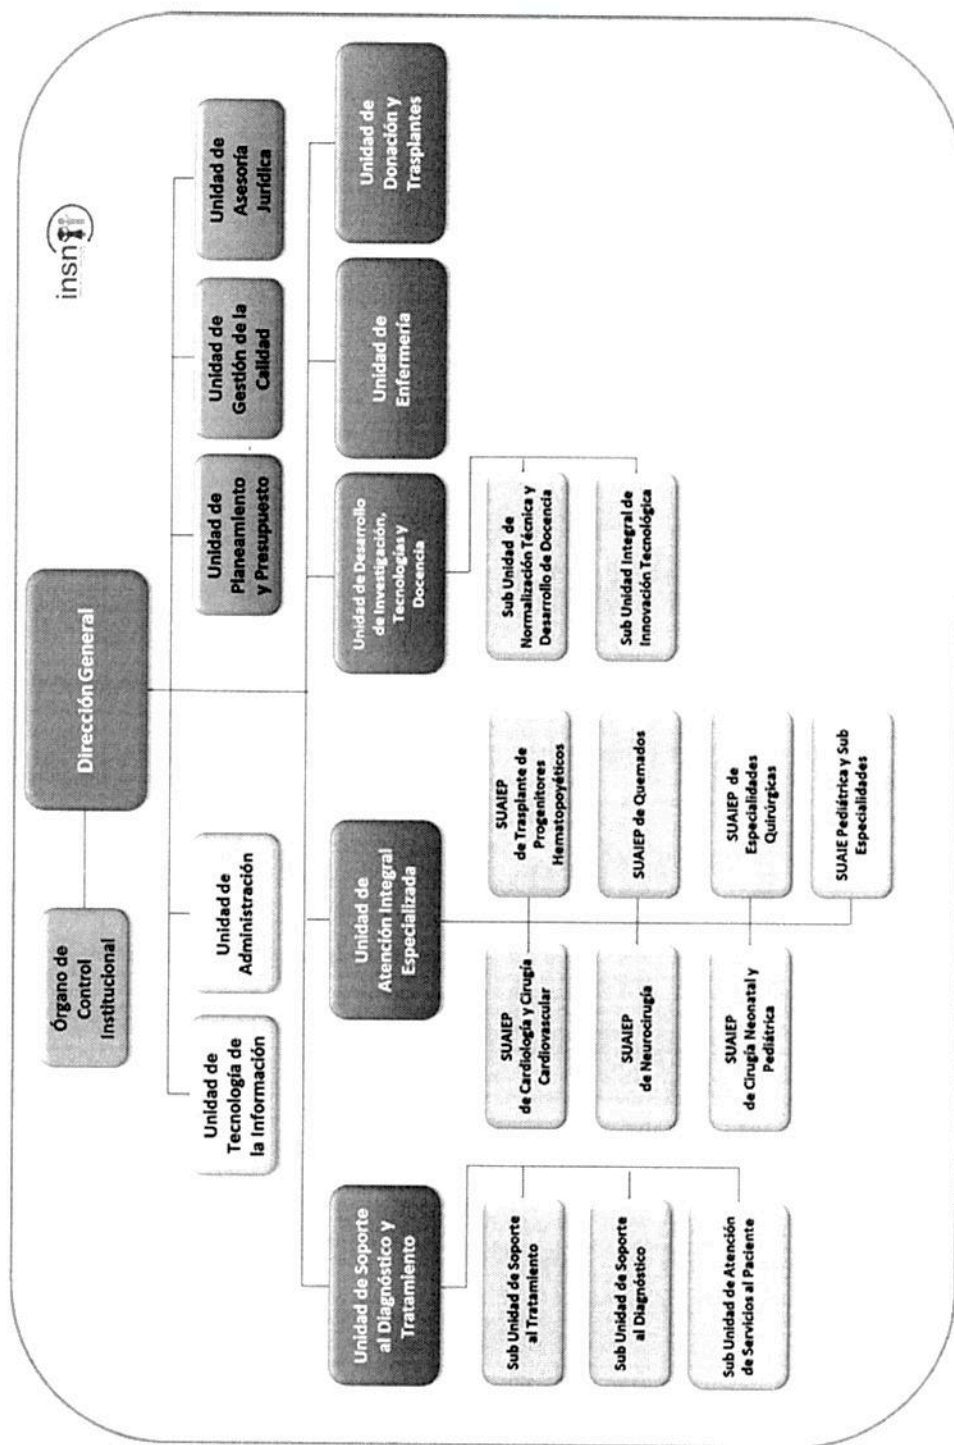 insn
Dirección General
Órgano de
Control
Institucional
Unidad de
Tecnología de
la Información
Unidad de
Administración
Unidad de
Planeamiento
y Presupuesto
Unidad de
Gestión de la
Calidad
Unidad de
Asesoría
Jurídica
Unidad de Soporte
al Diagnóstico y
Tratamiento
Unidad de
Atención Integral
Especializada
Unidad de Desarrollo
de Investigación,
Tecnologías y
Docencia
Unidad de
Enfermería
Unidad de
Donación y
Trasplantes
Sub Unidad de Soporte
al Tratamiento
Sub Unidad de Soporte
al Diagnóstico
Sub Unidad de Atención
de Servicios al Paciente
SUAIEP
de Cardiología y Cirugía
Cardiovascular
SUAIEP
de Trasplante de
Progenitores
Hematopoyéticos
SUAIEP
de Neurocirugía
SUAIEP de Quemados
SUAIEP
de Cirugía Neonatal y
Pediátrica
SUAIEP de
Especialidades
Quirúrgicas
SUAIE Pediátrica y Sub
Especialidades
Sub Unidad de
Normalización Técnica y
Desarrollo de Docencia
Sub Unidad Integral de
Innovación Tecnológica